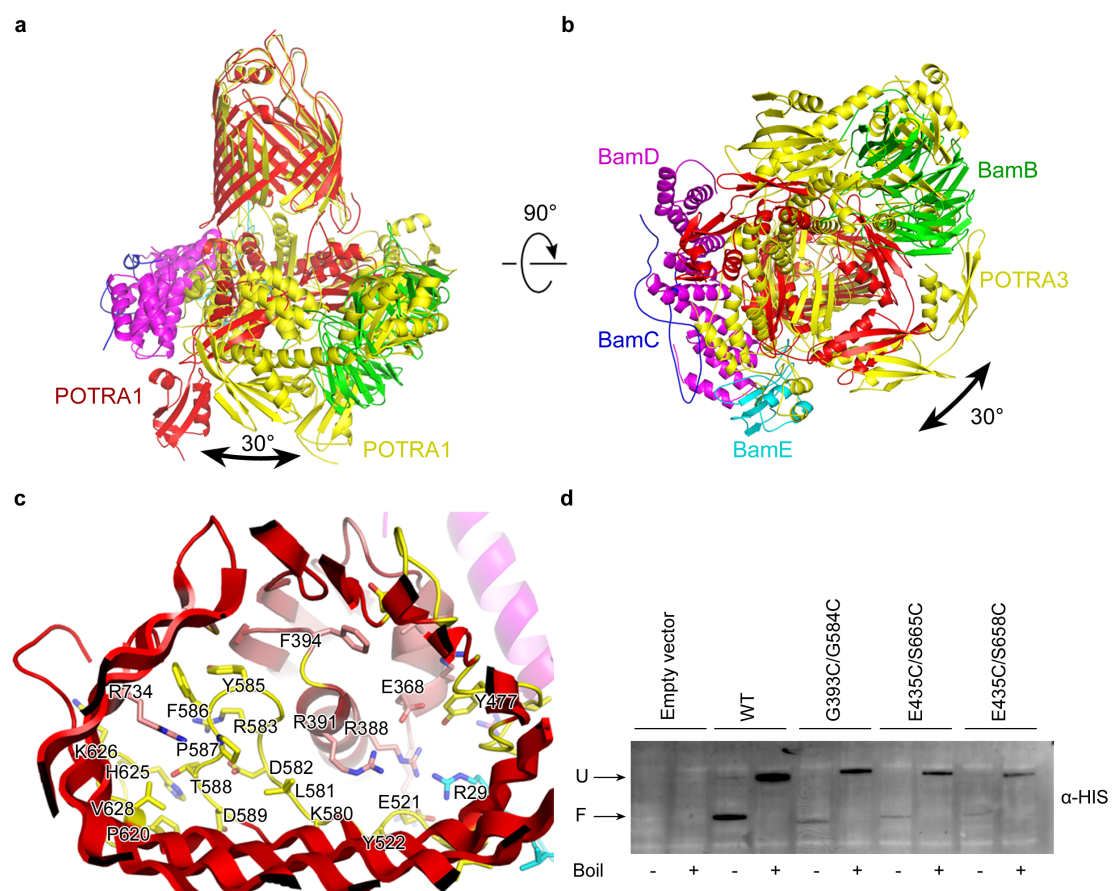 a
POTRA1
30°
POTRA1
90°
b
BamD
BamB
POTRA3
BamC
BamE
30°
c
F394
R734
Y585
E368
Y477
F586
R583
R391
R388
K626
P587
H625
T588
D582
L581
R29
V628
D589
K580
E521
P620
Y522
d
Empty vector
WT
G393C/G584C
E435C/S665C
E435C/S658C
U
F
α-HIS
Boil - + - + - + - + - +